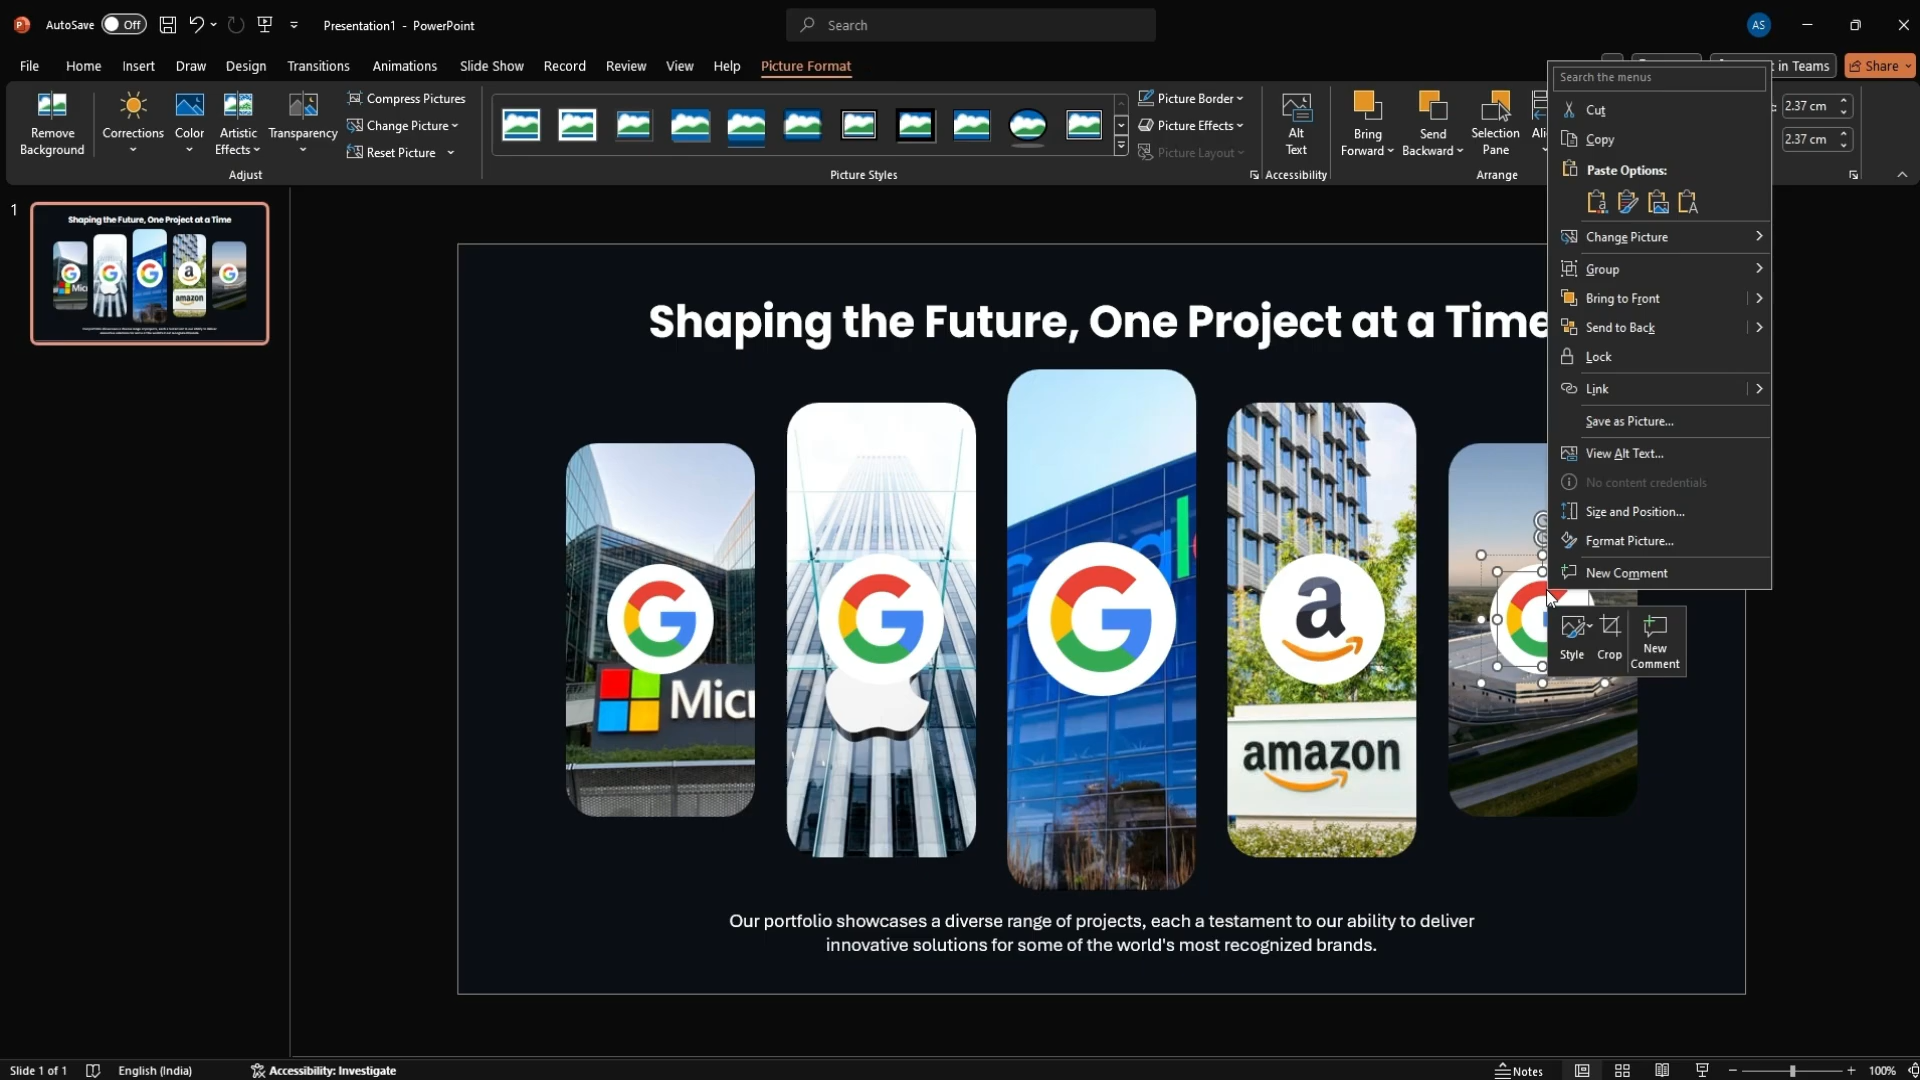 AutoSave Off
Presentation1 - PowerPoint
Search
AS
File Home Insert Draw Design Transitions Animations Slide Show Record Review View Help Picture Format
in Teams
Share
Remove Background
Corrections
Color
Artistic Effects
Transparency
Compress Pictures
Change Picture
Reset Picture
Adjust
Picture Styles
Picture Border
Picture Effects
Picture Layout
Alt Text
Accessibility
Bring Forward
Send Backward
Selection Pane
Arrange
2.37 cm
2.37 cm
Search the menus
Cut
Copy
Paste Options:
Change Picture
Group
Bring to Front
Send to Back
Lock
Link
Save as Picture...
View Alt Text...
No content credentials
Size and Position...
Format Picture...
New Comment
Style
Crop
New Comment
1
Shaping the Future, One Project at a Time
Micr
a
amazon
Shaping the Future, One Project at a Time
G
G
G
a
Micr
amazon
Our portfolio showcases a diverse range of projects, each a testament to our ability to deliver
innovative solutions for some of the world's most recognized brands.
Slide 1 of 1
English (India)
Accessibility: Investigate
Notes
100%